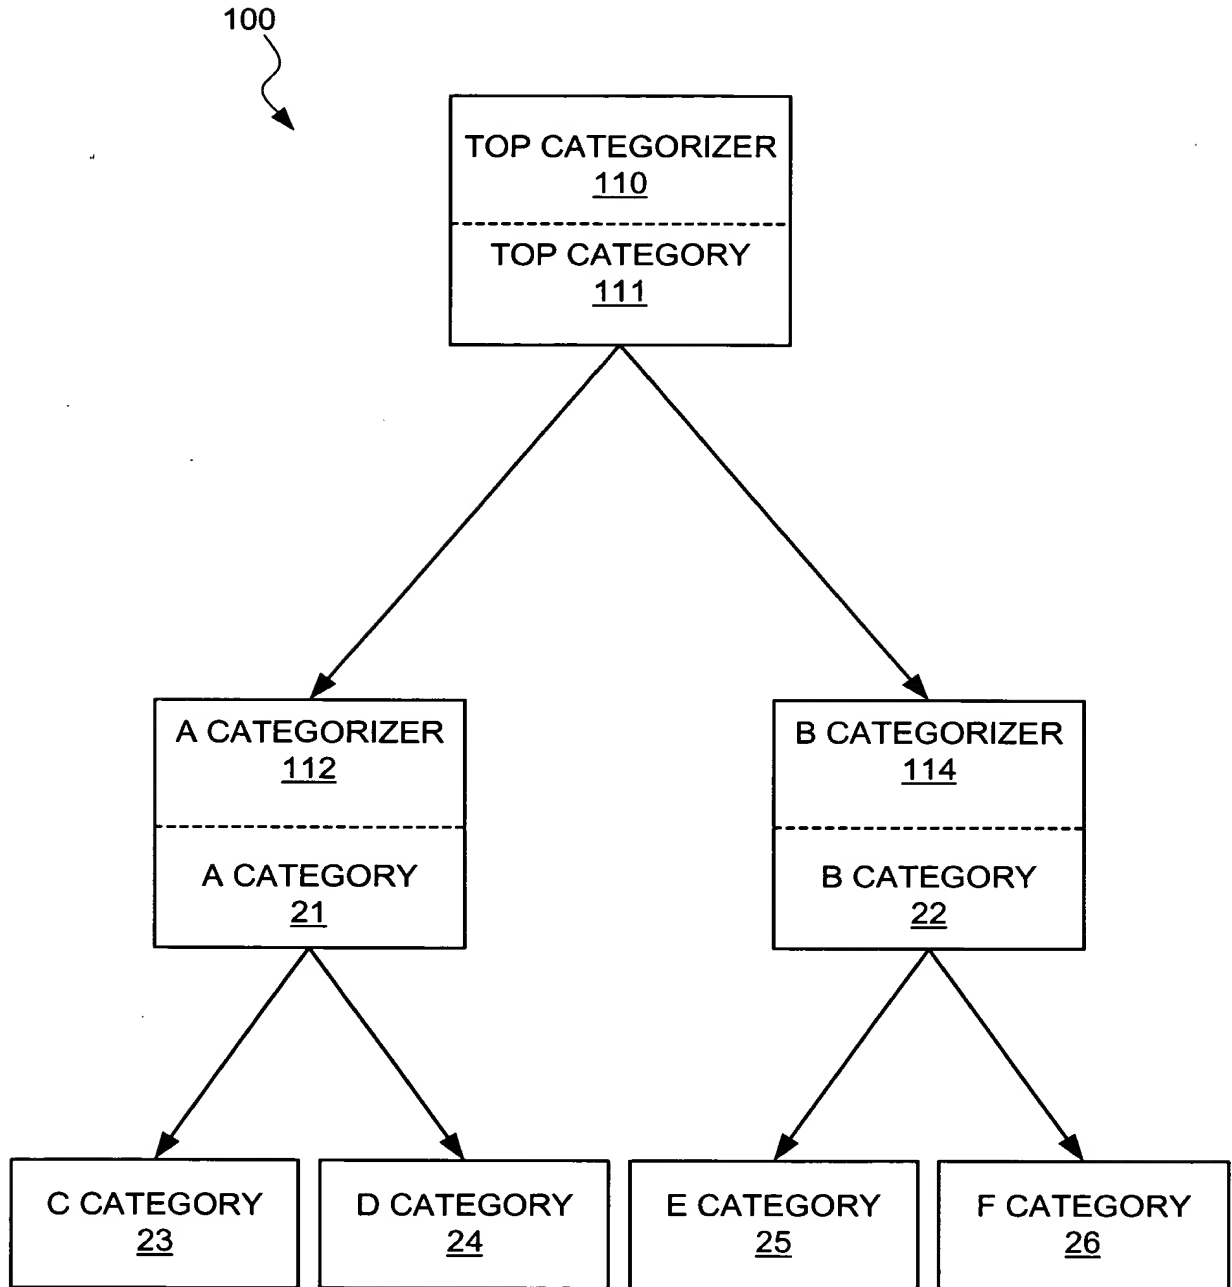 100
TOP CATEGORIZER
110
TOP CATEGORY
111
A CATEGORIZER
112
A CATEGORY
21
B CATEGORIZER
114
B CATEGORY
22
C CATEGORY
23
D CATEGORY
24
E CATEGORY
25
F CATEGORY
26